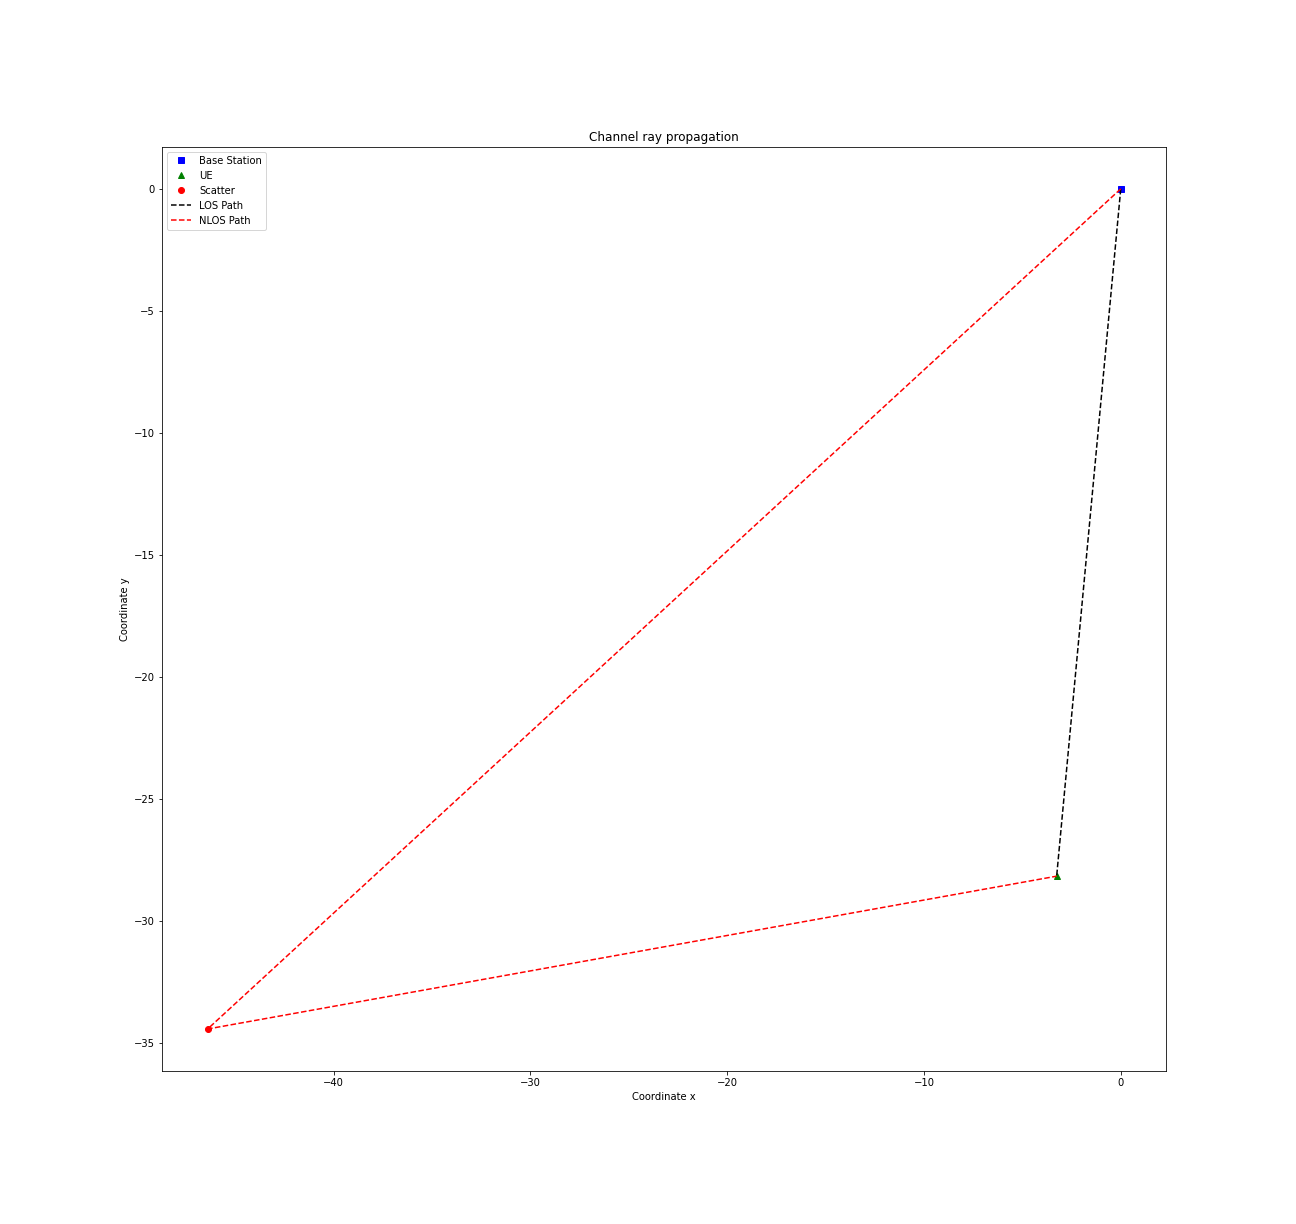 Channel ray propagation
Base Station
UE
Scatter
LOS Path
NLOS Path
0
−5
−10
−15
−20
−25
−30
−35
Coordinate y
−40
−30
−20
−10
0
Coordinate x